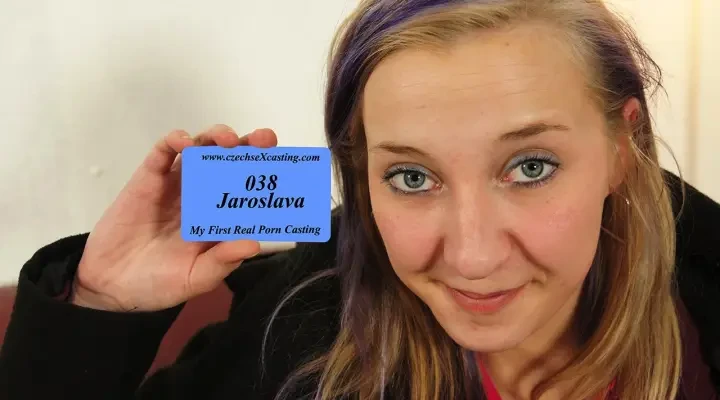 www.czechseXcasting.com
038
Jaroslava
My First Real Porn Casting